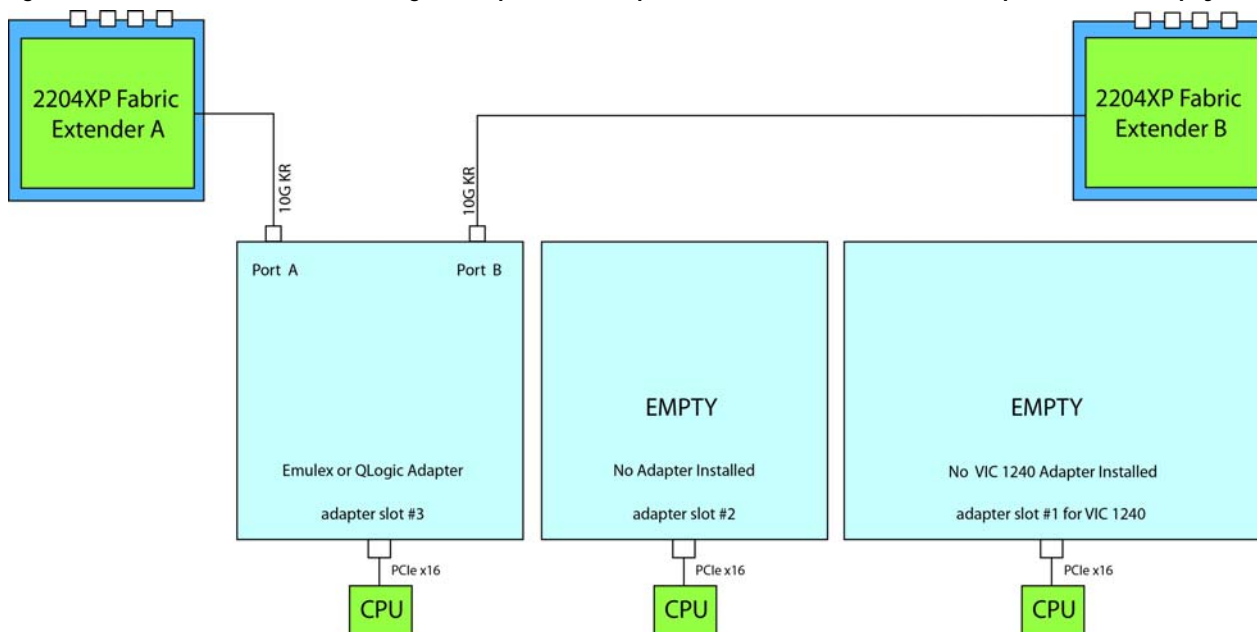 2204XP Fabric
Extender A
2204XP Fabric
Extender B
10G KR
10G KR
Port A
Port B
EMPTY
EMPTY
Emulex or QLogic Adapter
No Adapter Installed
No VIC 1240 Adapter Installed
adapter slot #3
adapter slot #2
adapter slot #1 for VIC 1240
PCIe x16
PCIe x16
PCIe x16
CPU
CPU
CPU